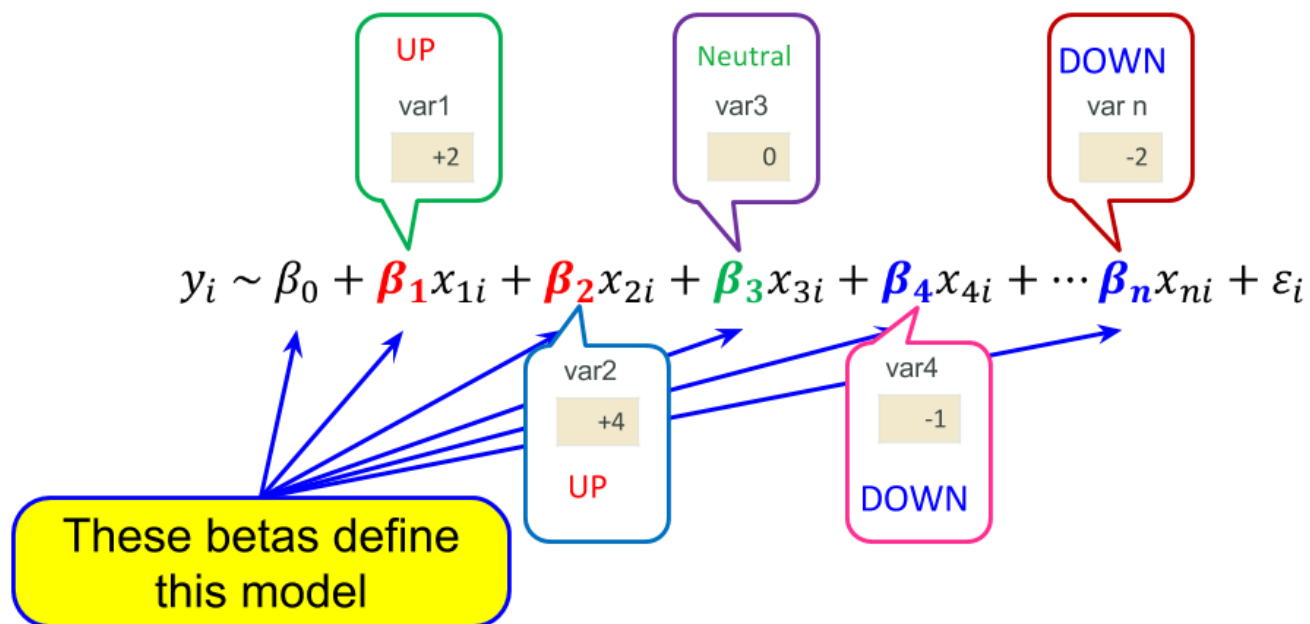 UP
var1
+2
Neutral
var3
0
DOWN
var n
-2
yᵢ ~ β₀ + β₁x₁ᵢ + β₂x₂ᵢ + β₃x₃ᵢ + β₄x₄ᵢ + ⋯ βₙxₙᵢ + εᵢ
var2
+4
UP
var4
-1
DOWN
These betas define
this model